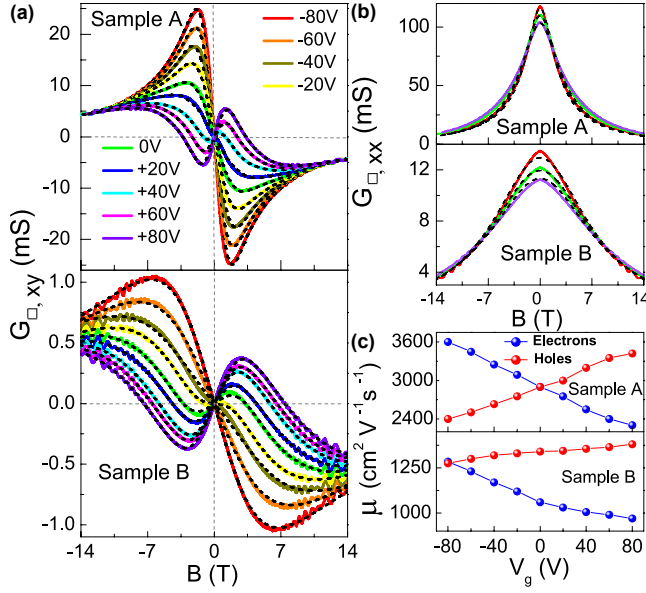 (a)
Sample A
-80V
-60V
-40V
-20V
0V
+20V
+40V
+60V
+80V
20
10
0
-10
-20
G□, xy (mS)
1.0
0.5
0.0
-0.5
-1.0
Sample B
-14 -7 0 7 14
B (T)
(b)
100
50
Sample A
G□, xx (mS)
12
9
6
4
Sample B
-14 -7 0 7 14
B (T)
(c)
3600
3000
2400
Electrons
Holes
Sample A
μ (cm² V⁻¹ s⁻¹)
1250
1000
Sample B
-80 -40 0 40 80
Vg (V)